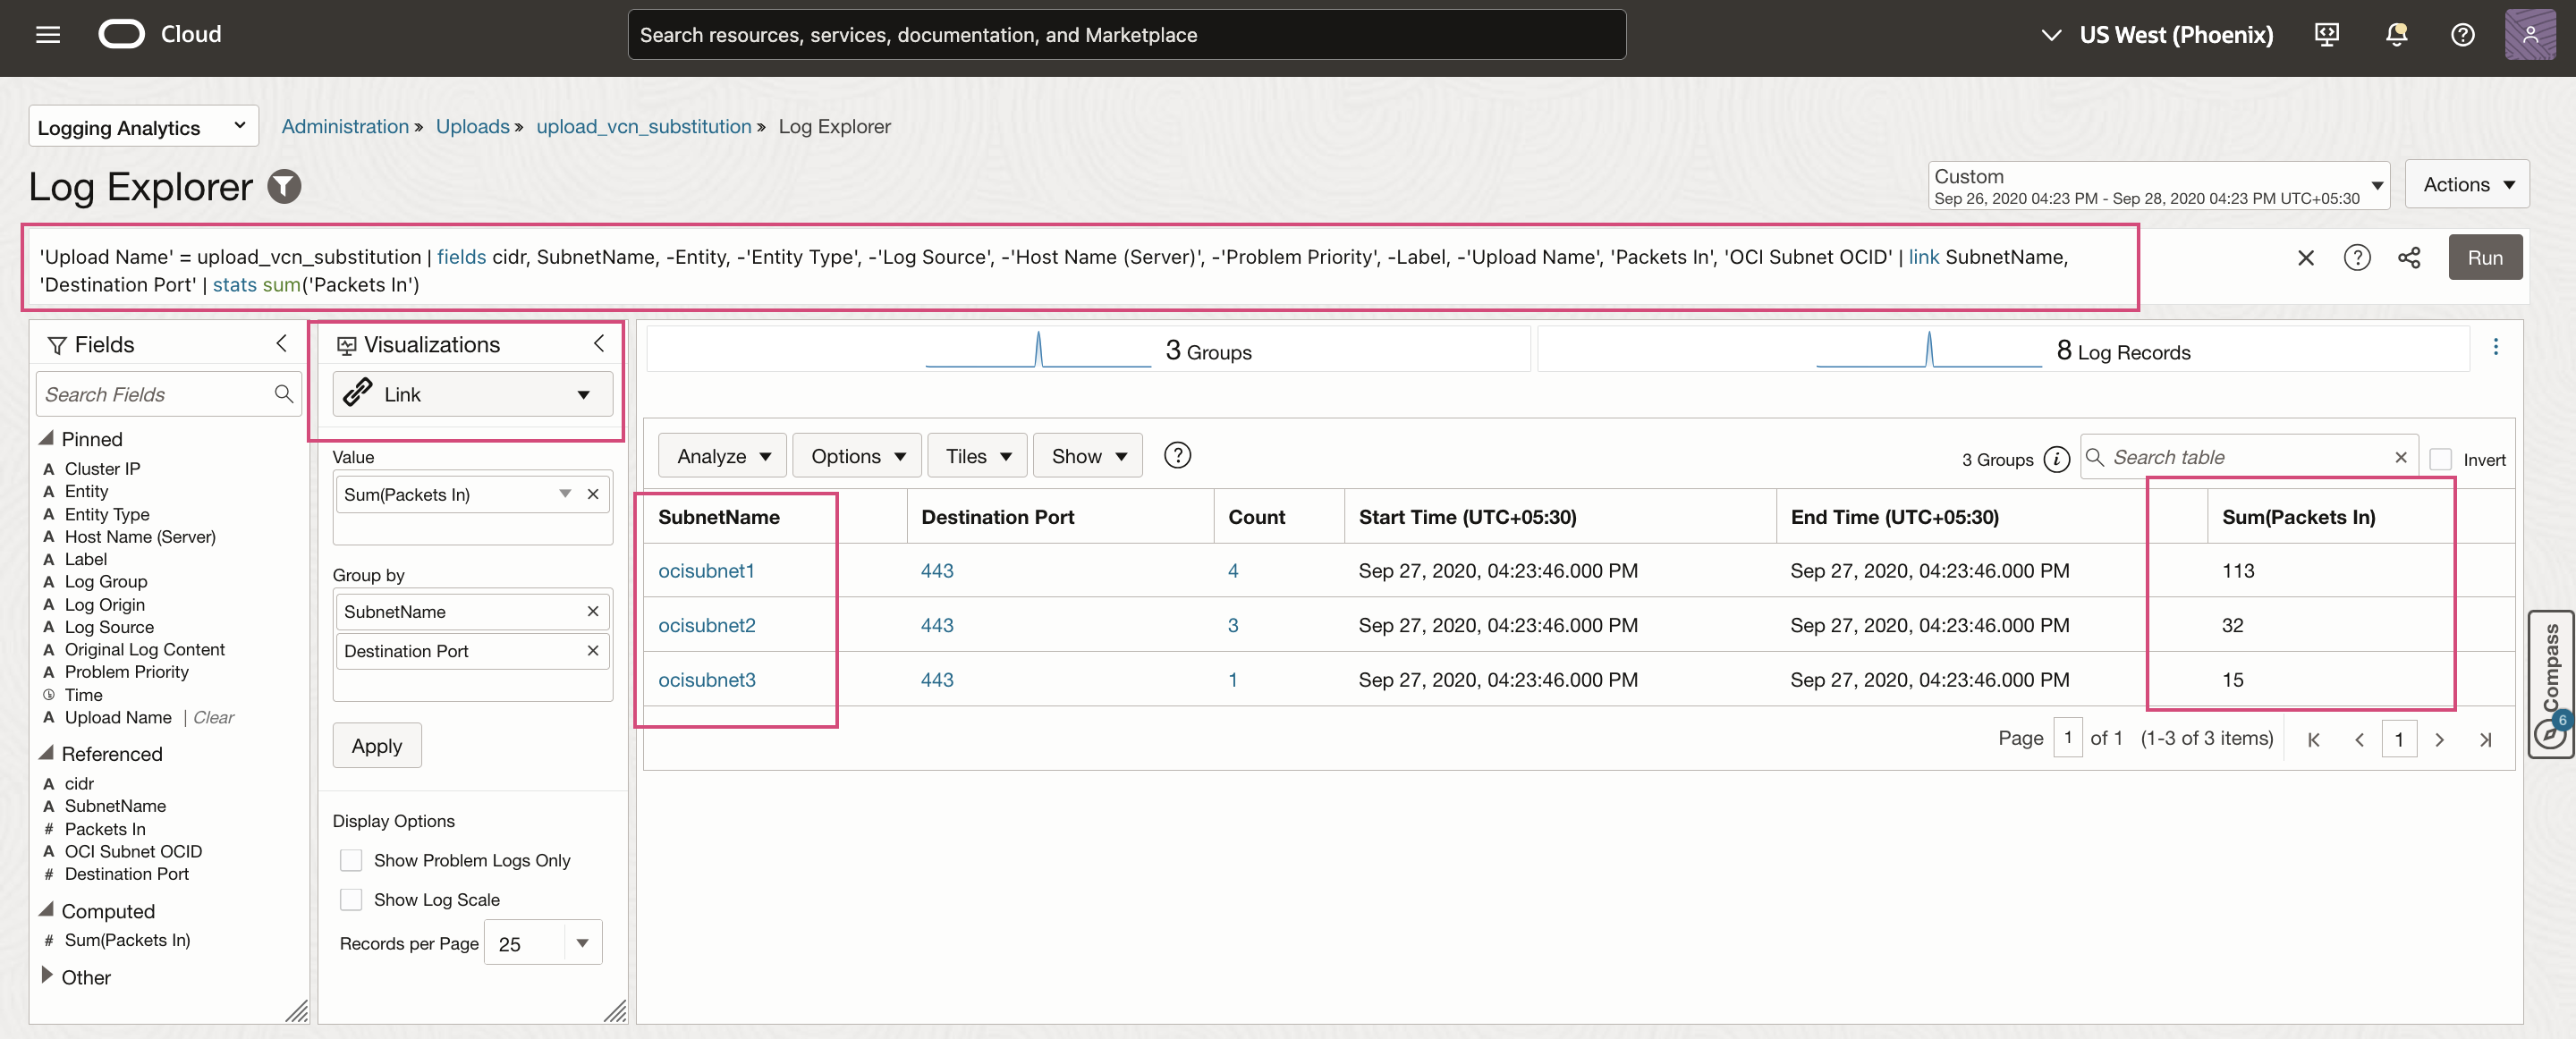 Cloud
Search resources, services, documentation, and Marketplace
US West (Phoenix)
Logging Analytics
Administration » Uploads » upload_vcn_substitution » Log Explorer
Log Explorer
Custom
Sep 26, 2020 04:23 PM - Sep 28, 2020 04:23 PM UTC+05:30
Actions
'Upload Name' = upload_vcn_substitution | fields cidr, SubnetName, -Entity, -'Entity Type', -'Log Source', -'Host Name (Server)', -'Problem Priority', -Label, -'Upload Name', 'Packets In', 'OCI Subnet OCID' | link SubnetName,
'Destination Port' | stats sum('Packets In')
Run
Fields
Search Fields
Pinned
A Cluster IP
A Entity
A Entity Type
A Host Name (Server)
A Label
A Log Group
A Log Origin
A Log Source
A Original Log Content
A Problem Priority
Time
A Upload Name | Clear
Referenced
A cidr
A SubnetName
# Packets In
A OCI Subnet OCID
# Destination Port
Computed
# Sum(Packets In)
Other
Visualizations
Link
Value
Sum(Packets In)
Group by
SubnetName
Destination Port
Apply
Display Options
Show Problem Logs Only
Show Log Scale
Records per Page 25
3 Groups
8 Log Records
Analyze
Options
Tiles
Show
3 Groups
Search table
Invert
SubnetName Destination Port Count Start Time (UTC+05:30) End Time (UTC+05:30) Sum(Packets In)
ocisubnet1 443 4 Sep 27, 2020, 04:23:46.000 PM Sep 27, 2020, 04:23:46.000 PM 113
ocisubnet2 443 3 Sep 27, 2020, 04:23:46.000 PM Sep 27, 2020, 04:23:46.000 PM 32
ocisubnet3 443 1 Sep 27, 2020, 04:23:46.000 PM Sep 27, 2020, 04:23:46.000 PM 15
Page 1 of 1 (1-3 of 3 items) 1
Compass
6